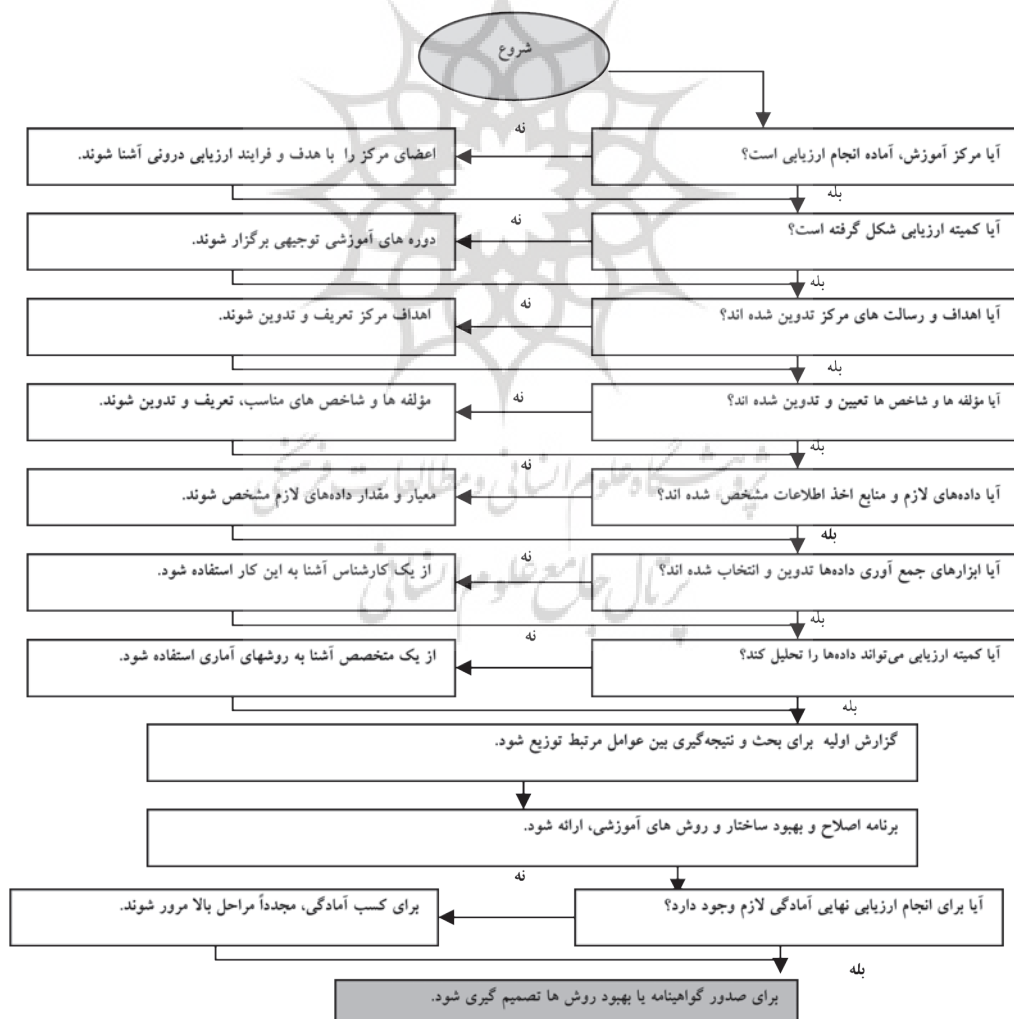 شروع
آیا مرکز آموزش، آماده انجام ارزیابی است؟
نه
اعضای مرکز را با هدف و فرایند ارزیابی درونی آشنا شوند.
بله
آیا کمیته ارزیابی شکل گرفته است؟
نه
دوره های آموزشی توجیهی برگزار شوند.
بله
آیا اهداف و رسالت های مرکز تدوین شده اند؟
نه
اهداف مرکز تعریف و تدوین شوند.
بله
آیا مؤلفه ها و شاخص ها تعیین و تدوین شده اند؟
نه
مؤلفه ها و شاخص های مناسب، تعریف و تدوین شوند.
بله
پژوهشگاه علوم انسانی و مطالعات فرهنگی
آیا داده‌های لازم و منابع اخذ اطلاعات مشخص شده اند؟
نه
معیار و مقدار داده‌های لازم مشخص شوند.
بله
پرتال جامع علوم انسانی
آیا ابزارهای جمع آوری داده‌ها تدوین و انتخاب شده اند؟
نه
از یک کارشناس آشنا به این کار استفاده شود.
بله
آیا کمیته ارزیابی می‌تواند داده‌ها را تحلیل کند؟
نه
از یک متخصص آشنا به روشهای آماری استفاده شود.
بله
گزارش اولیه برای بحث و نتیجه‌گیری بین عوامل مرتبط توزیع شود.
برنامه اصلاح و بهبود ساختار و روش های آموزشی، ارائه شود.
آیا برای انجام ارزیابی نهایی آمادگی لازم وجود دارد؟
نه
برای کسب آمادگی، مجدداً مراحل بالا مرور شوند.
بله
برای صدور گواهینامه یا بهبود روش ها تصمیم گیری شود.